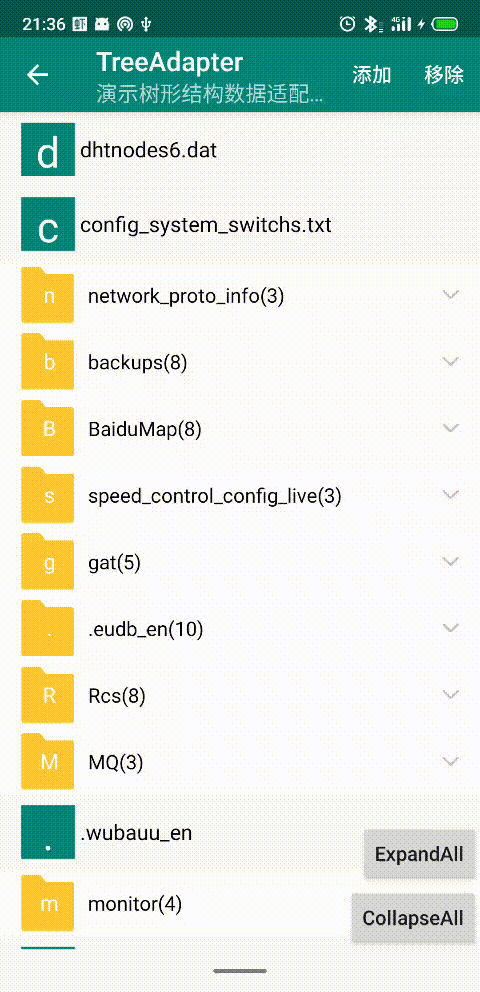 21:36
4G
TreeAdapter
演示树形结构数据适配...
添加
移除
d
dhtnodes6.dat
c
config_system_switchs.txt
n
network_proto_info(3)
b
backups(8)
B
BaiduMap(8)
s
speed_control_config_live(3)
g
gat(5)
.
.eudb_en(10)
R
Rcs(8)
M
MQ(3)
.
.wubauu_en
ExpandAll
m
monitor(4)
CollapseAll